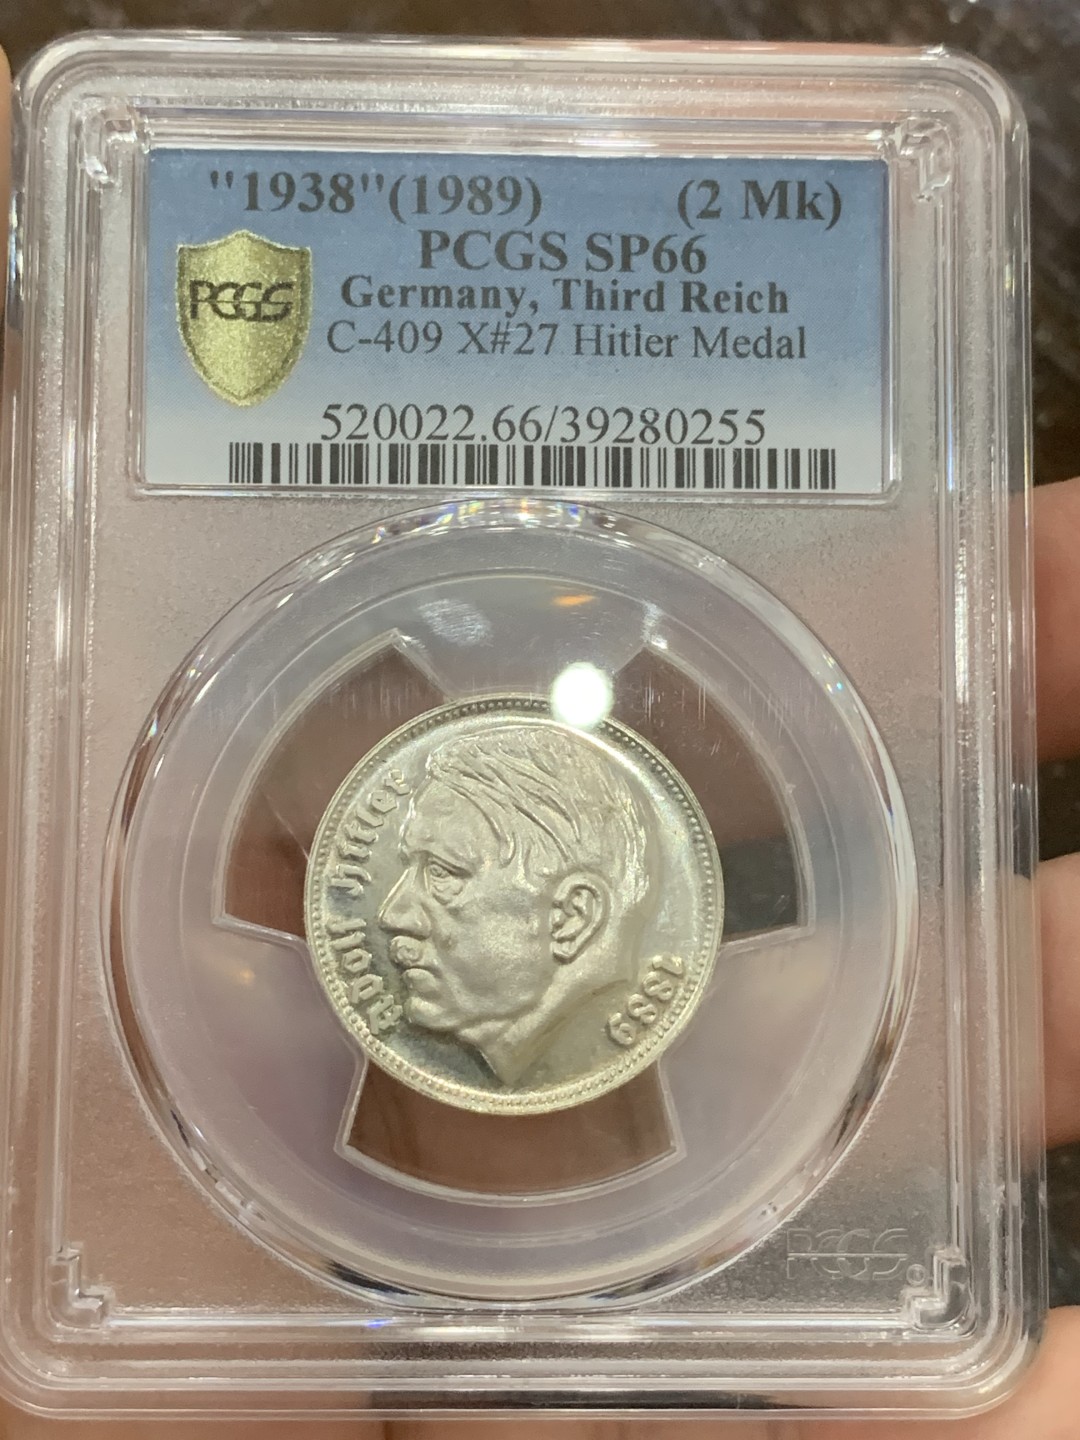 "1938"(1989) (2 Mk)
PCGS SP66
PCGS
Germany, Third Reich
C-409 X#27 Hitler Medal
520022.66/39280255
Adolf Hitler
1889
PCGS